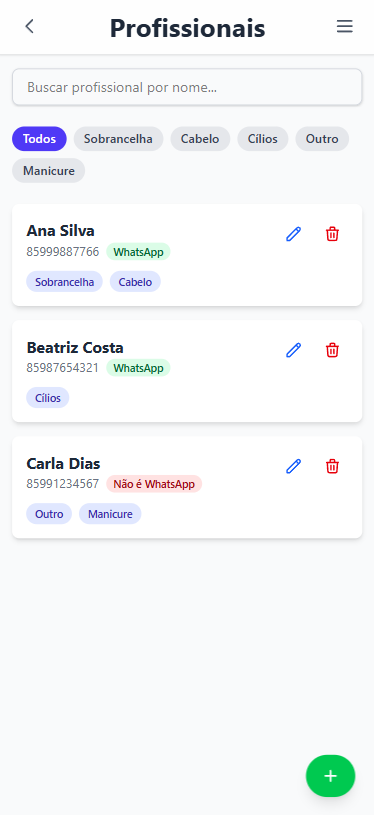 Profissionais
Buscar profissional por nome...
Todos Sobrancelha Cabelo Cílios Outro
Manicure
Ana Silva
85999887766 WhatsApp
Sobrancelha Cabelo
Beatriz Costa
85987654321 WhatsApp
Cílios
Carla Dias
85991234567 Não é WhatsApp
Outro Manicure
+